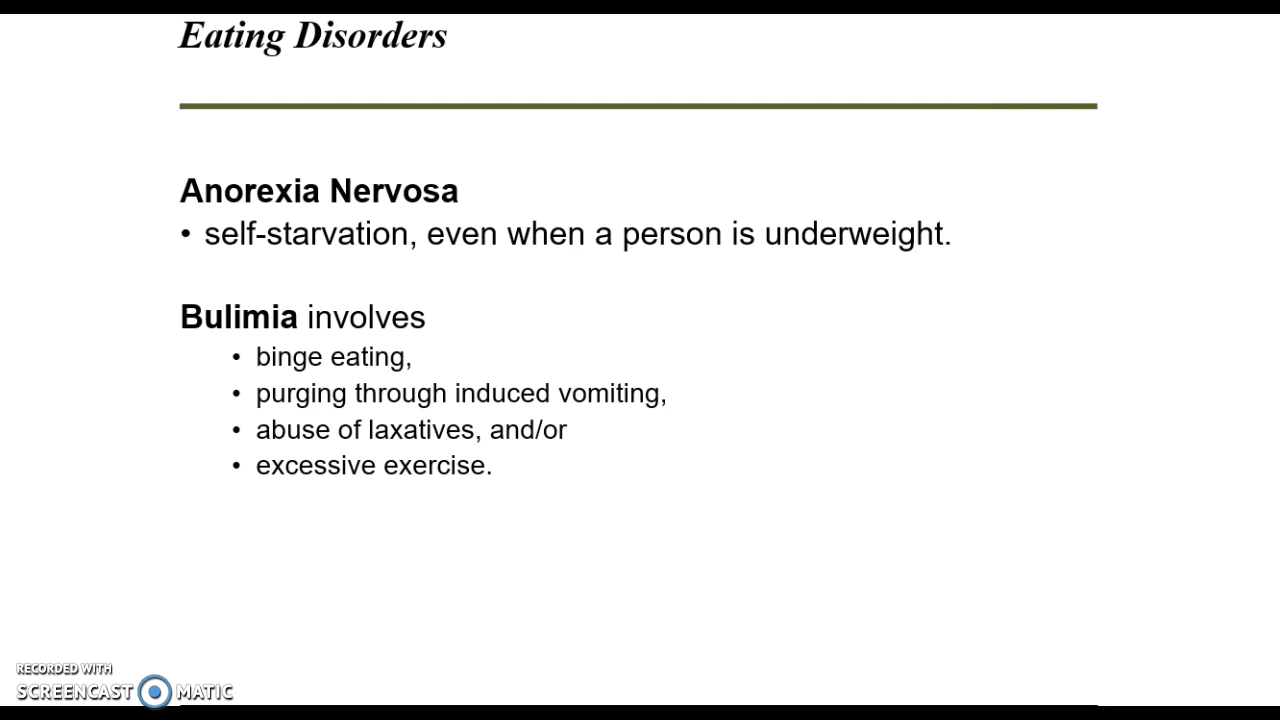 Eating Disorders
Anorexia Nervosa
• self-starvation, even when a person is underweight.
Bulimia involves
• binge eating,
• purging through induced vomiting,
• abuse of laxatives, and/or
• excessive exercise.
RECORDED WITH
SCREENCAST MATIC